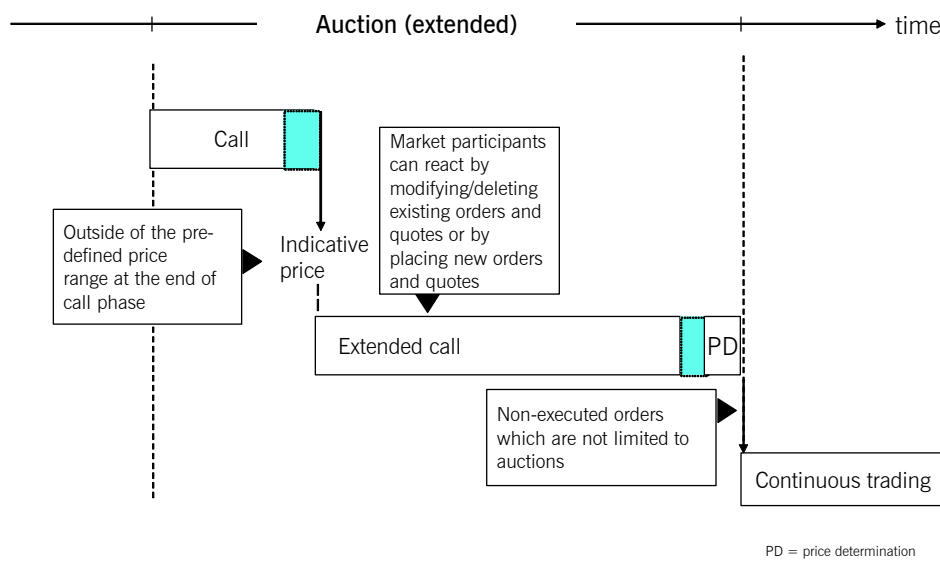 Auction (extended)
time
Call
Outside of the pre-
defined price
range at the end of
call phase
Indicative
price
Market participants
can react by
modifying/deleting
existing orders and
quotes or by
placing new orders
and quotes
Extended call
PD
Non-executed orders
which are not limited to
auctions
Continuous trading
PD = price determination